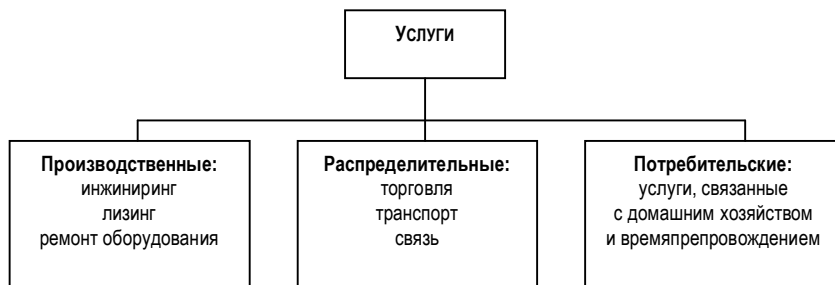 Услуги
Производственные:
инжиниринг
лизинг
ремонт оборудования
Распределительные:
торговля
транспорт
связь
Потребительские:
услуги, связанные
с домашним хозяйством
и времяпрепровождением